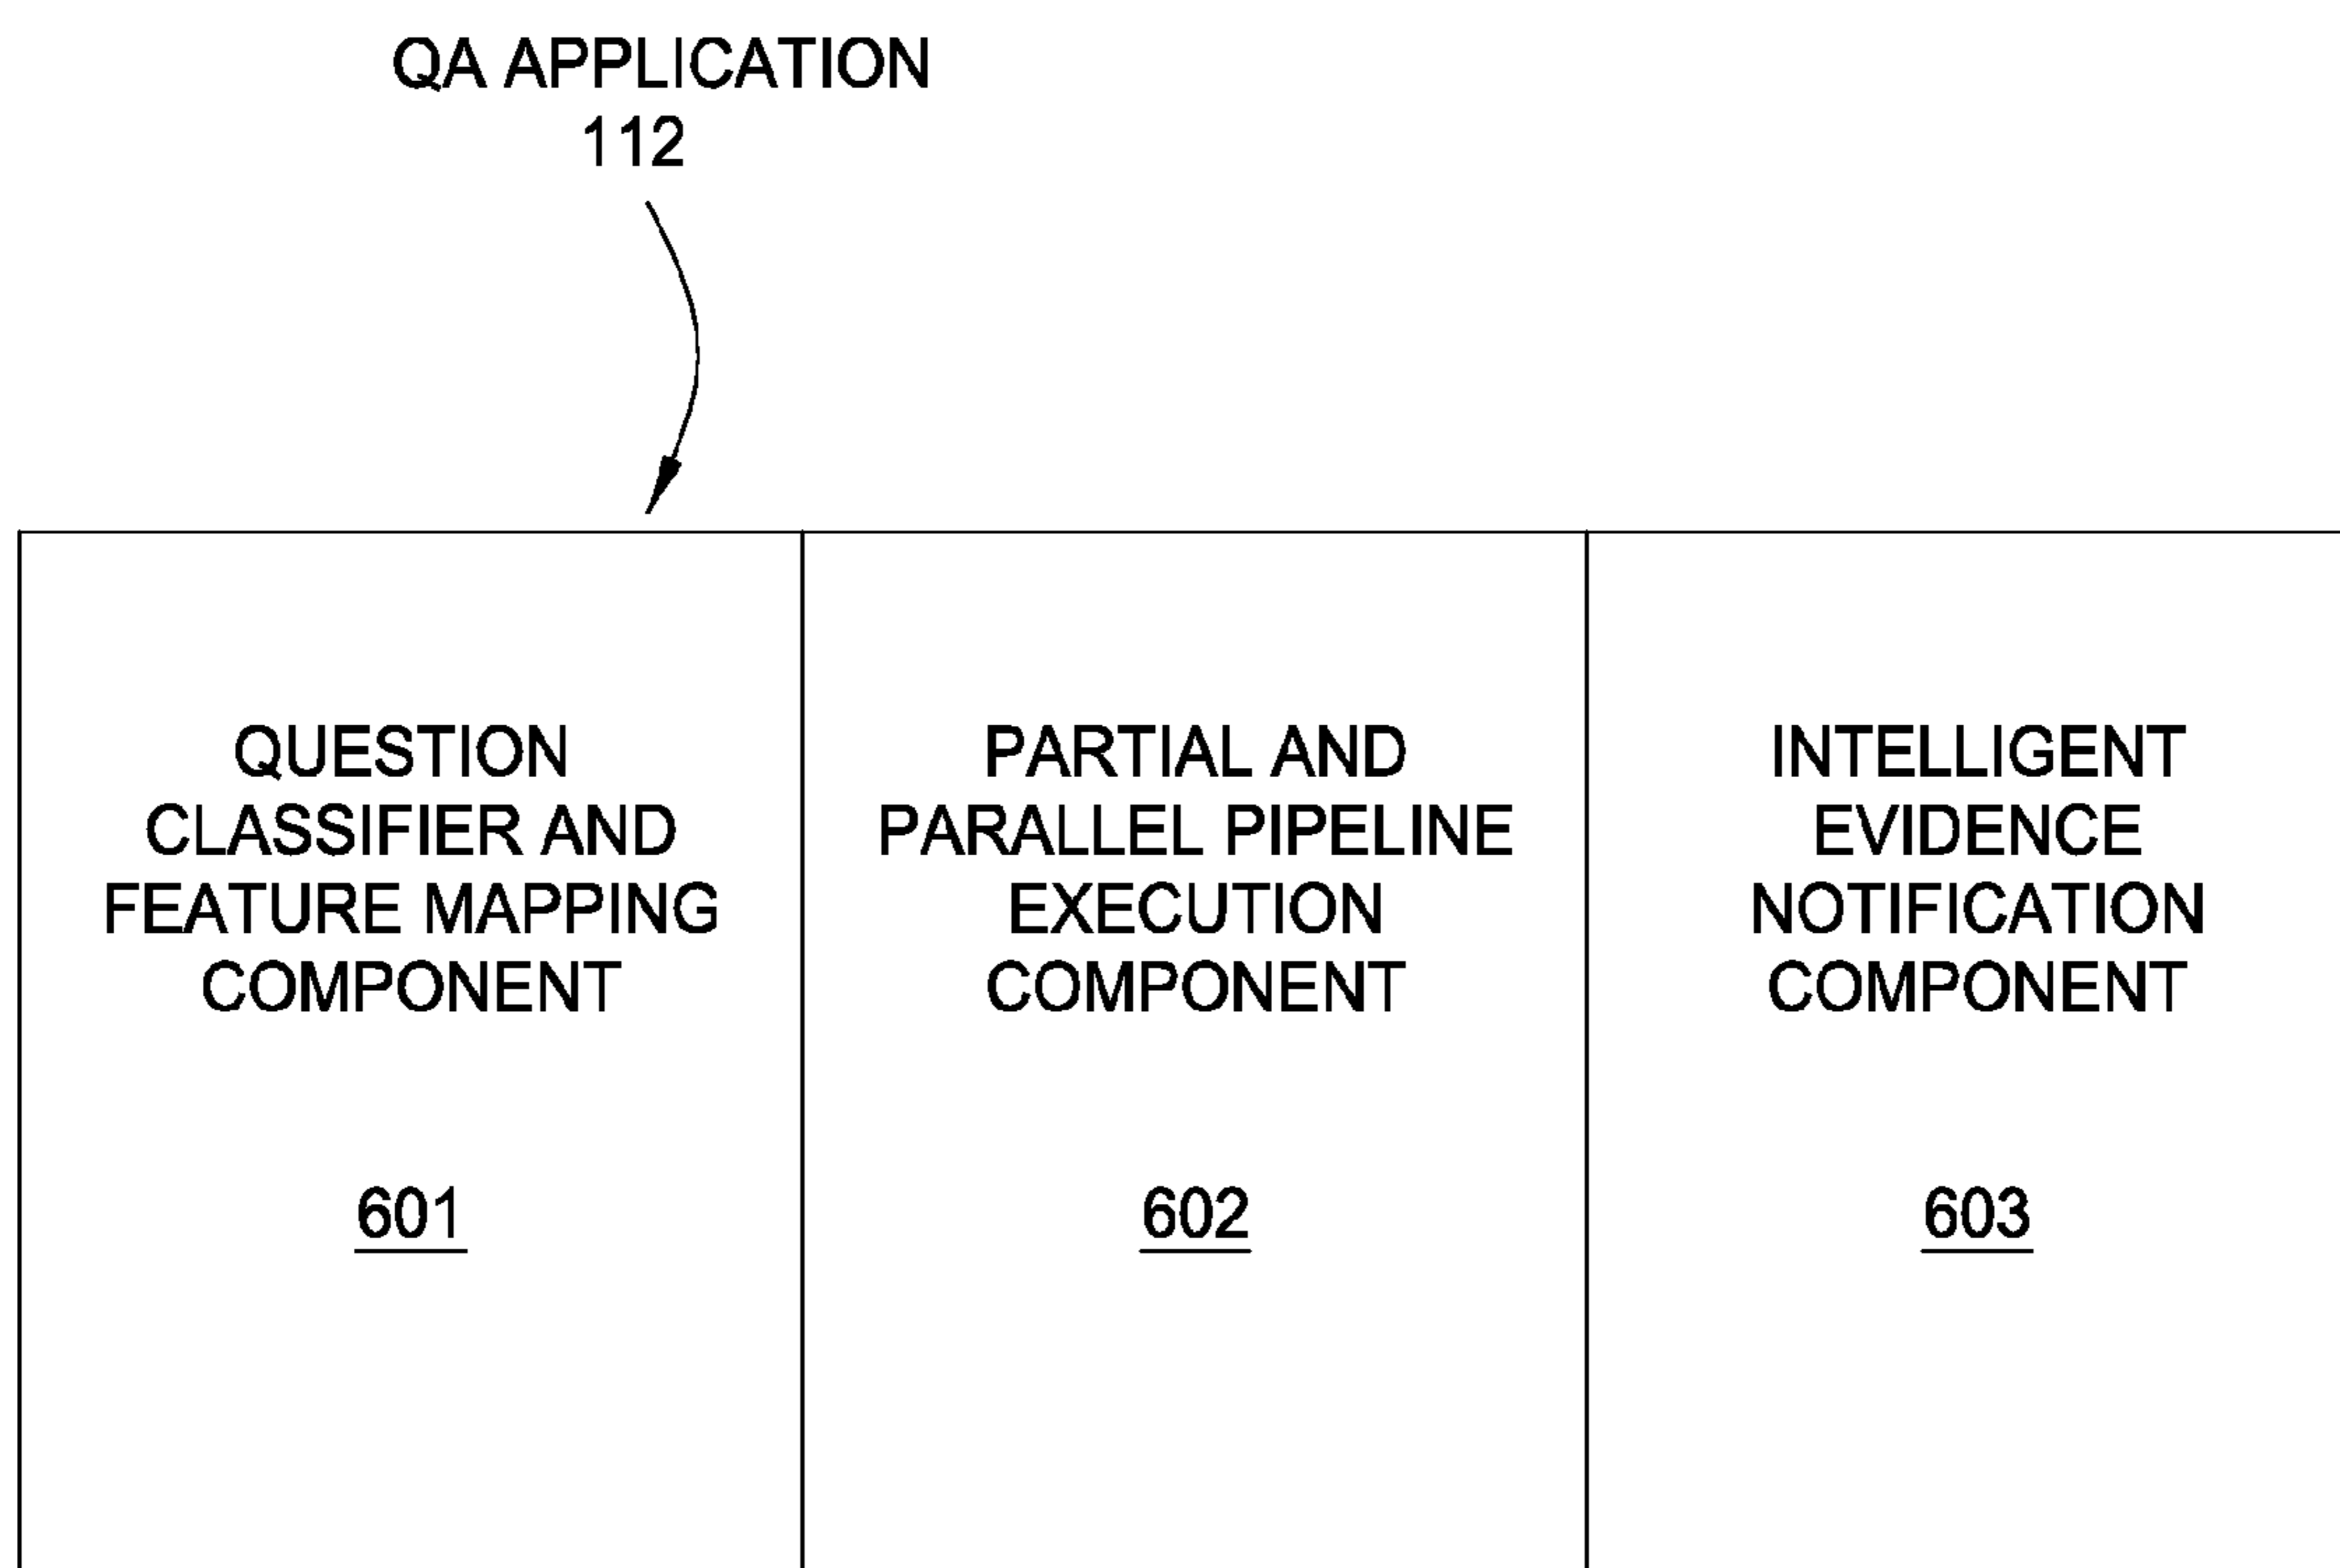 QA APPLICATION
112
QUESTION
CLASSIFIER AND
FEATURE MAPPING
COMPONENT
601
PARTIAL AND
PARALLEL PIPELINE
EXECUTION
COMPONENT
602
INTELLIGENT
EVIDENCE
NOTIFICATION
COMPONENT
603